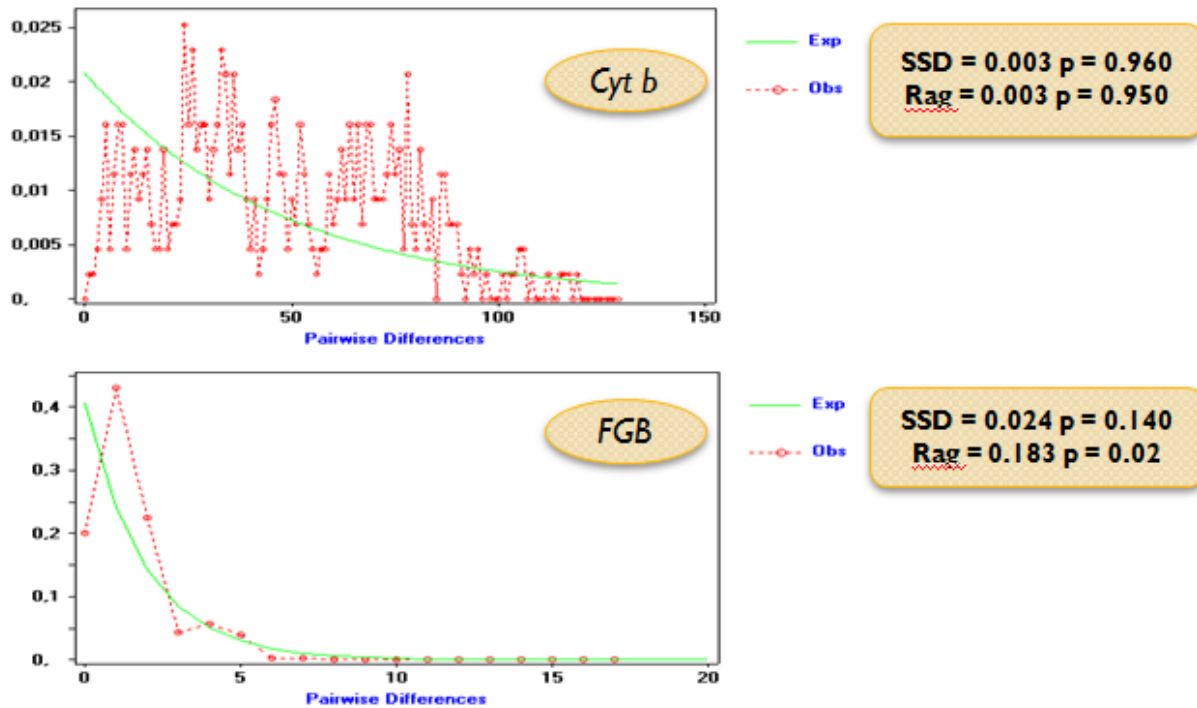 0,025
0,02
0,015
0,01
0,005
0,
0
50
100
150
Pairwise Differences
Cyt b
Exp
Obs
SSD = 0.003 p = 0.960
Rag = 0.003 p = 0.950
0,4
0,3
0,2
0,1
0,
0
5
10
15
20
Pairwise Differences
FGB
Exp
Obs
SSD = 0.024 p = 0.140
Rag = 0.183 p = 0.02